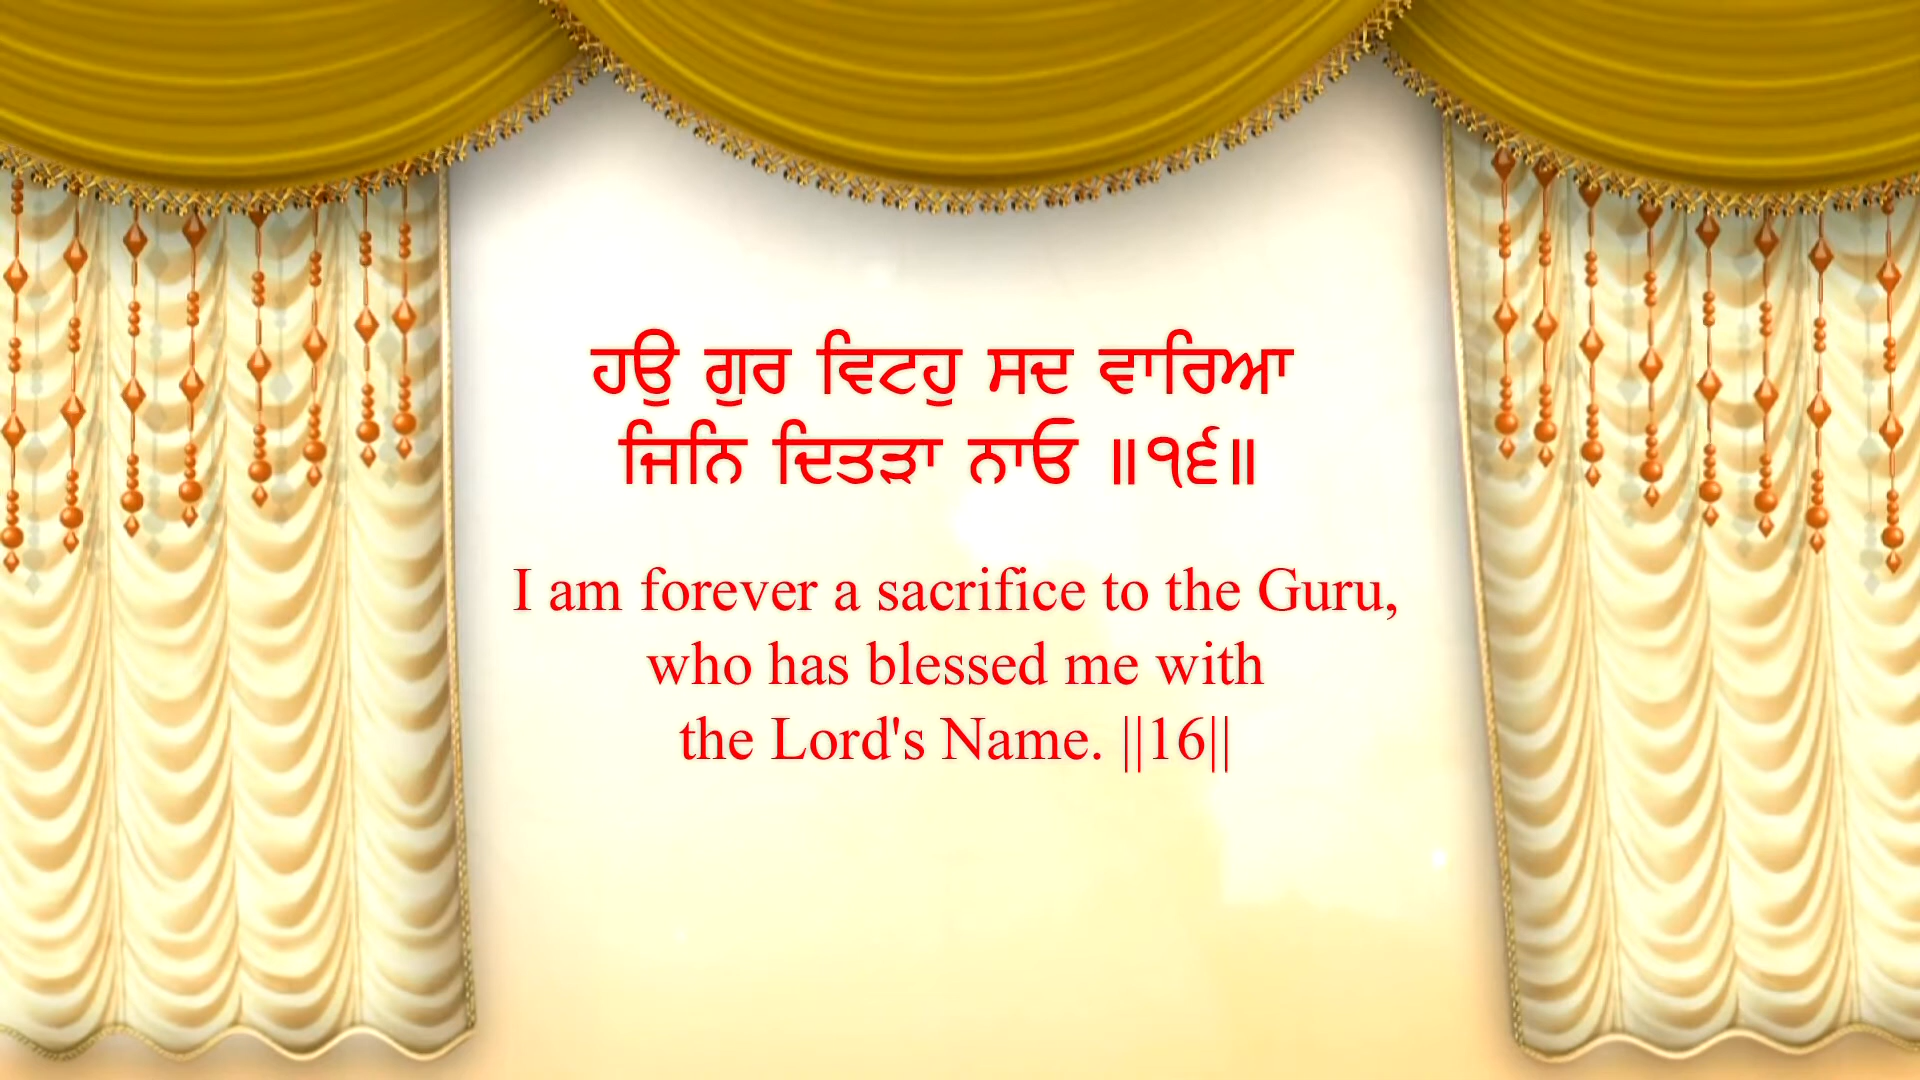 ਹਉ ਗੁਰ ਵਿਟਹੁ ਸਦ ਵਾਰਿਆ
ਜਿਨਿ ਦਿਤੜਾ ਨਾਓ ॥੧੬॥
I am forever a sacrifice to the Guru,
who has blessed me with
the Lord's Name. ||16||